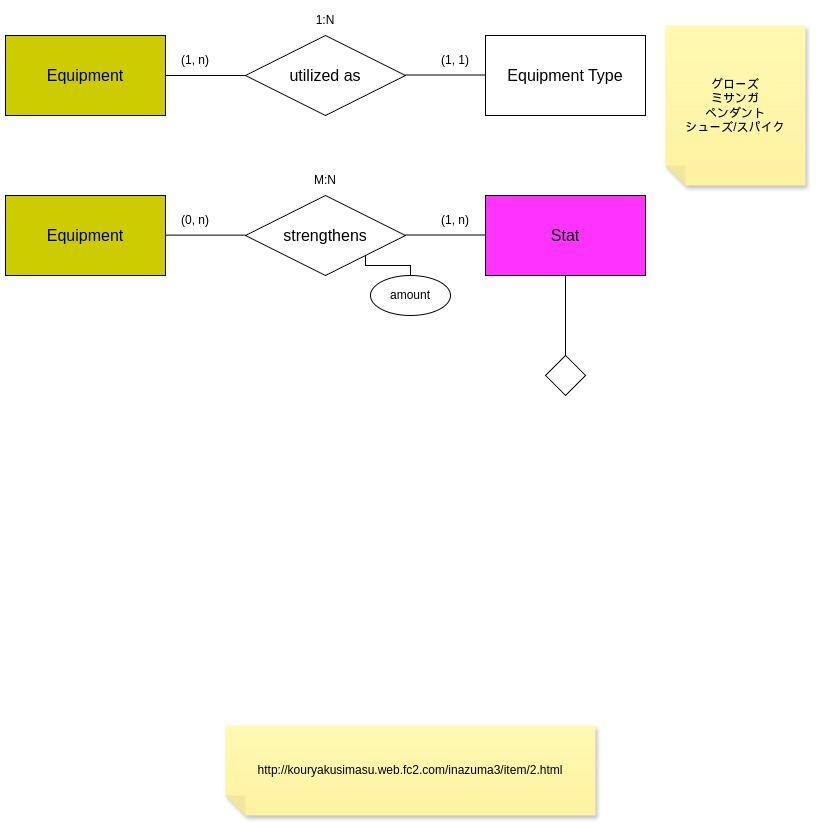 1:N
Equipment
(1, n)
utilized as
(1, 1)
Equipment Type
グローズ
ミサンガ
ペンダント
シューズ/スパイク
M:N
Equipment
(0, n)
strengthens
(1, n)
Stat
amount
http://kouryakusimasu.web.fc2.com/inazuma3/item/2.html